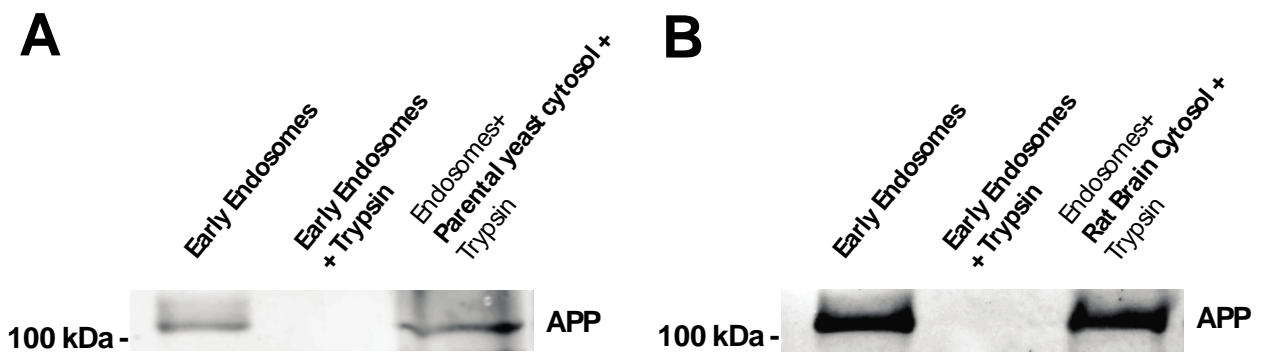 A
Early Endosomes
Early Endosomes
+ Trypsin
Endosomes+
Parental yeast cytosol +
Trypsin
100 kDa -
APP
B
Early Endosomes
Early Endosomes
+ Trypsin
Endosomes+
Rat Brain Cytosol +
Trypsin
100 kDa -
APP